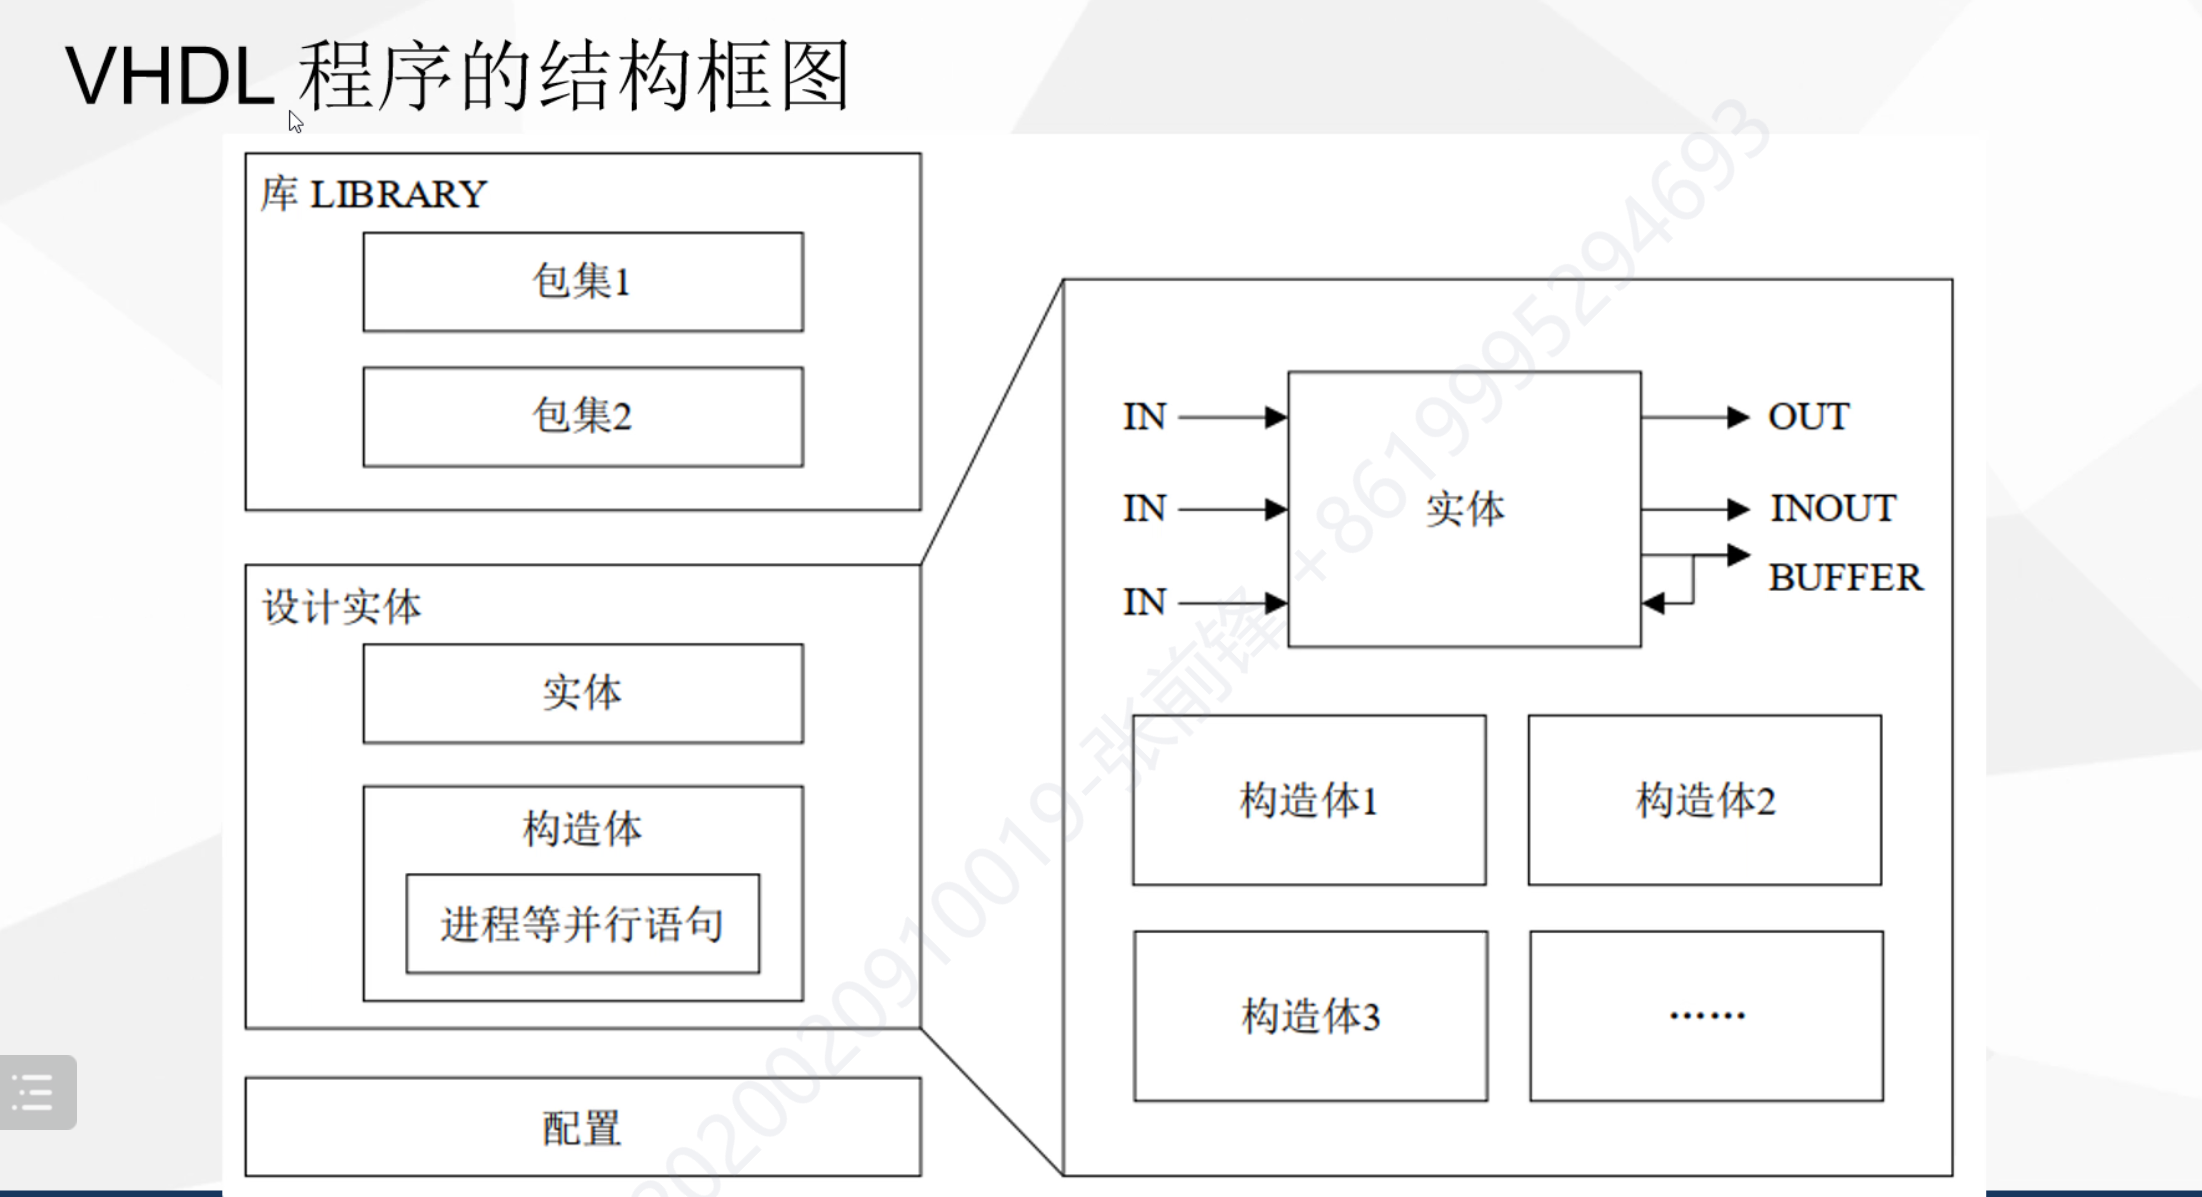 VHDL 程序的结构框图
库 LIBRARY
包集1
包集2
设计实体
实体
构造体
进程等并行语句
配置
IN
IN
IN
实体
OUT
INOUT
BUFFER
构造体1
构造体2
构造体3
……
020020910019-张前锋 +8619995294693